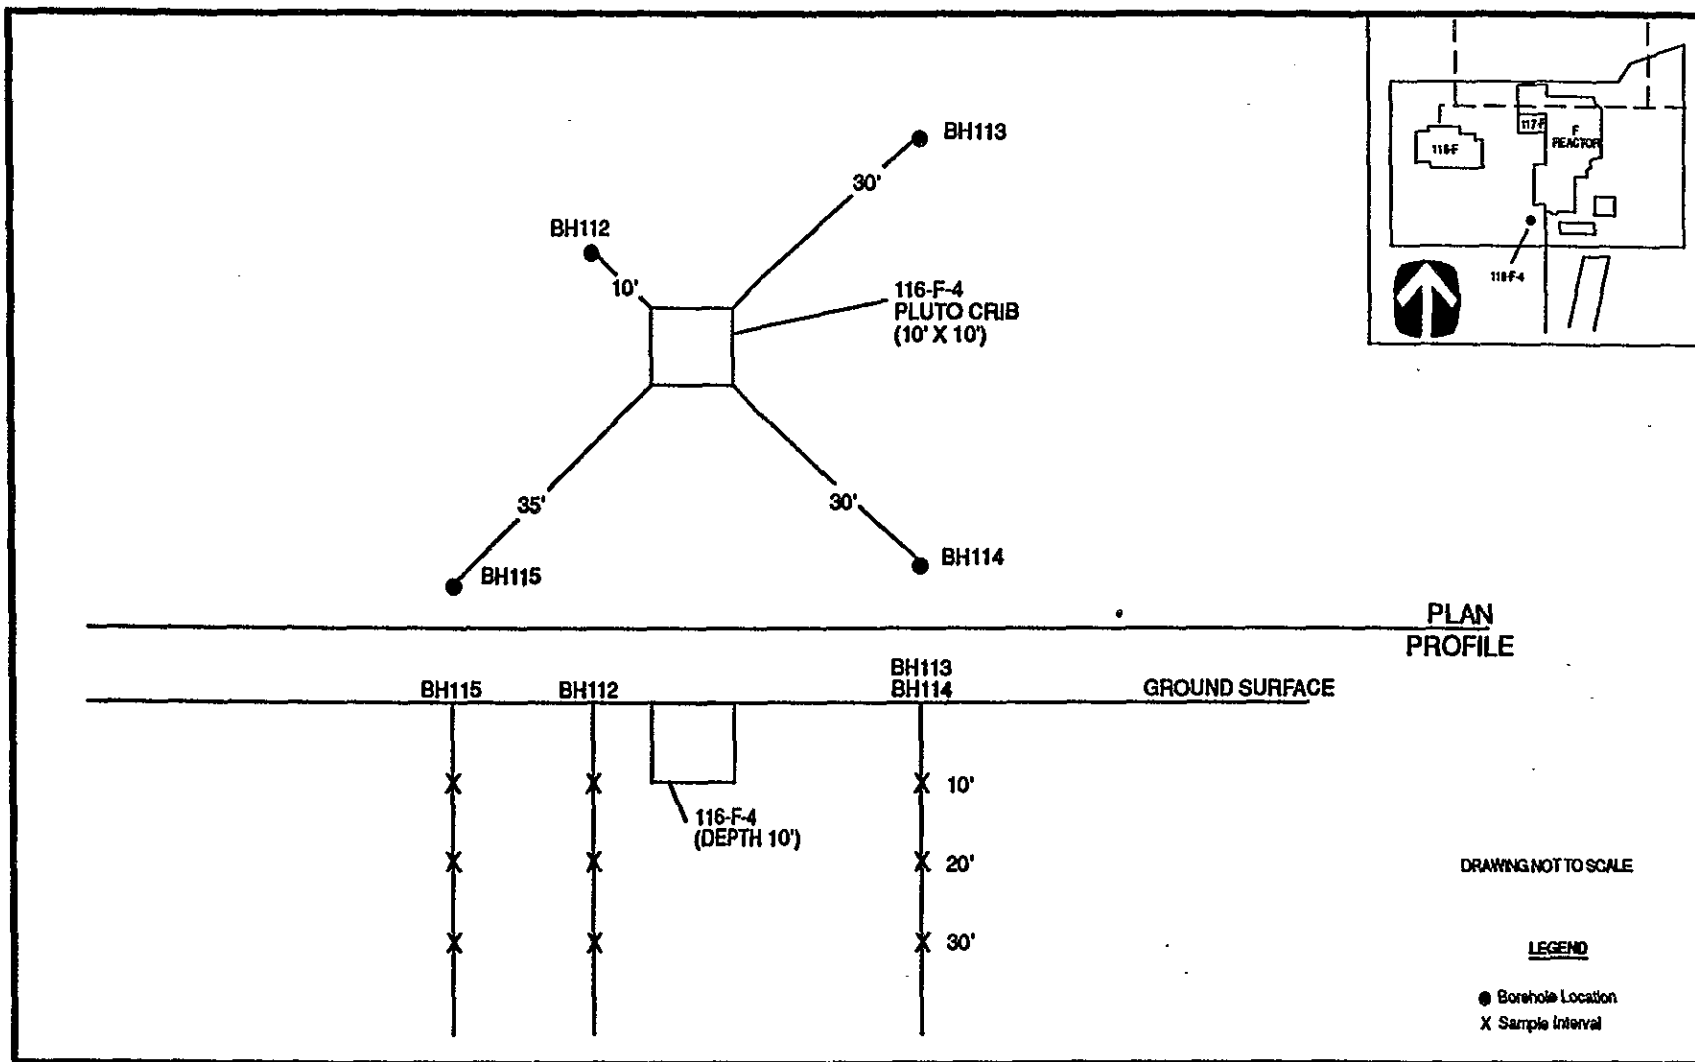 BH113
30'
BH112
10'
116-F-4
PLUTO CRIB
(10' X 10')
35'
30'
BH115
BH114
117-F
F
REACTOR
116-F-4
PLAN
PROFILE
BH113
BH115
BH112
BH114
GROUND SURFACE
10'
116-F-4
(DEPTH 10')
20'
30'
DRAWING NOT TO SCALE
LEGEND
Borehole Location
X Sample Interval